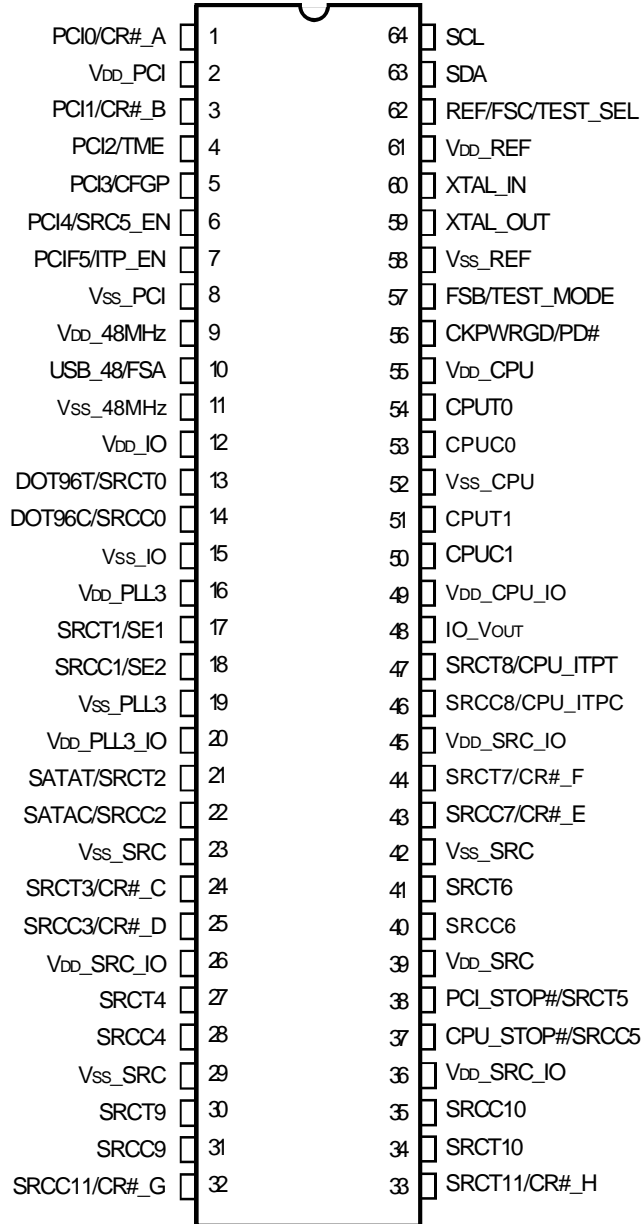 PCI0/CR#_A 1 64 SCL
VDD_PCI 2 63 SDA
PCI1/CR#_B 3 62 REF/FSC/TEST_SEL
PCI2/TME 4 61 VDD_REF
PCI3/CFGP 5 60 XTAL_IN
PCI4/SRC5_EN 6 59 XTAL_OUT
PCIF5/ITP_EN 7 58 VSS_REF
VSS_PCI 8 57 FSB/TEST_MODE
VDD_48MHz 9 56 CKPWRGD/PD#
USB_48/FSA 10 55 VDD_CPU
VSS_48MHz 11 54 CPUT0
VDD_IO 12 53 CPUC0
DOT96T/SRCT0 13 52 VSS_CPU
DOT96C/SRCC0 14 51 CPUT1
VSS_IO 15 50 CPUC1
VDD_PLL3 16 49 VDD_CPU_IO
SRCT1/SE1 17 48 IO_VOUT
SRCC1/SE2 18 47 SRCT8/CPU_ITPT
VSS_PLL3 19 46 SRCC8/CPU_ITPC
VDD_PLL3_IO 20 45 VDD_SRC_IO
SATAT/SRCT2 21 44 SRCT7/CR#_F
SATAC/SRCC2 22 43 SRCC7/CR#_E
VSS_SRC 23 42 VSS_SRC
SRCT3/CR#_C 24 41 SRCT6
SRCC3/CR#_D 25 40 SRCC6
VDD_SRC_IO 26 39 VDD_SRC
SRCT4 27 38 PCI_STOP#/SRCT5
SRCC4 28 37 CPU_STOP#/SRCC5
VSS_SRC 29 36 VDD_SRC_IO
SRCT9 30 35 SRCC10
SRCC9 31 34 SRCT10
SRCC11/CR#_G 32 33 SRCT11/CR#_H